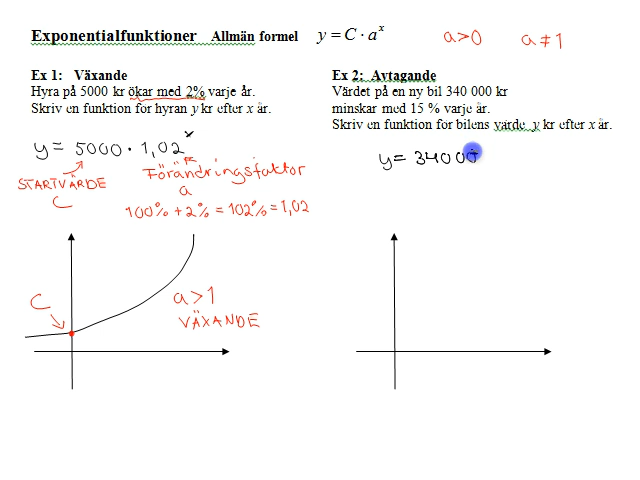 Exponentialfunktioner Allmän formel y = C · aˣ a>0 a≠1
Ex 1: Växande
Hyra på 5000 kr ökar med 2% varje år.
Skriv en funktion för hyran y kr efter x år.
y = 5000 · 1,02ˣ
STARTVÄRDE
C
Förändringsfaktor
a
100% + 2% = 102% = 1,02
C
a > 1
VÄXANDE
Ex 2: Avtagande
Värdet på en ny bil 340 000 kr
minskar med 15 % varje år.
Skriv en funktion för bilens värde y kr efter x år.
y = 34000